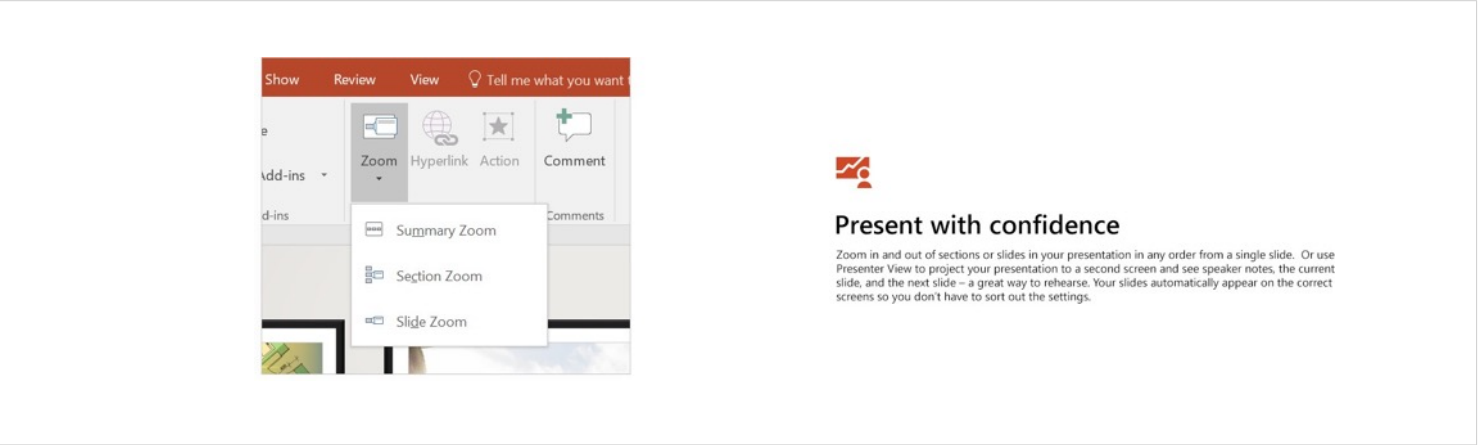 Show Review View Tell me what you want
Zoom Hyperlink Action Comment
Add-ins
d-ins Comments
Summary Zoom
Section Zoom
Slide Zoom
Present with confidence
Zoom in and out of sections or slides in your presentation in any order from a single slide.  Or use
Presenter View to project your presentation to a second screen and see speaker notes, the current
slide, and the next slide – a great way to rehearse. Your slides automatically appear on the correct
screens so you don't have to sort out the settings.